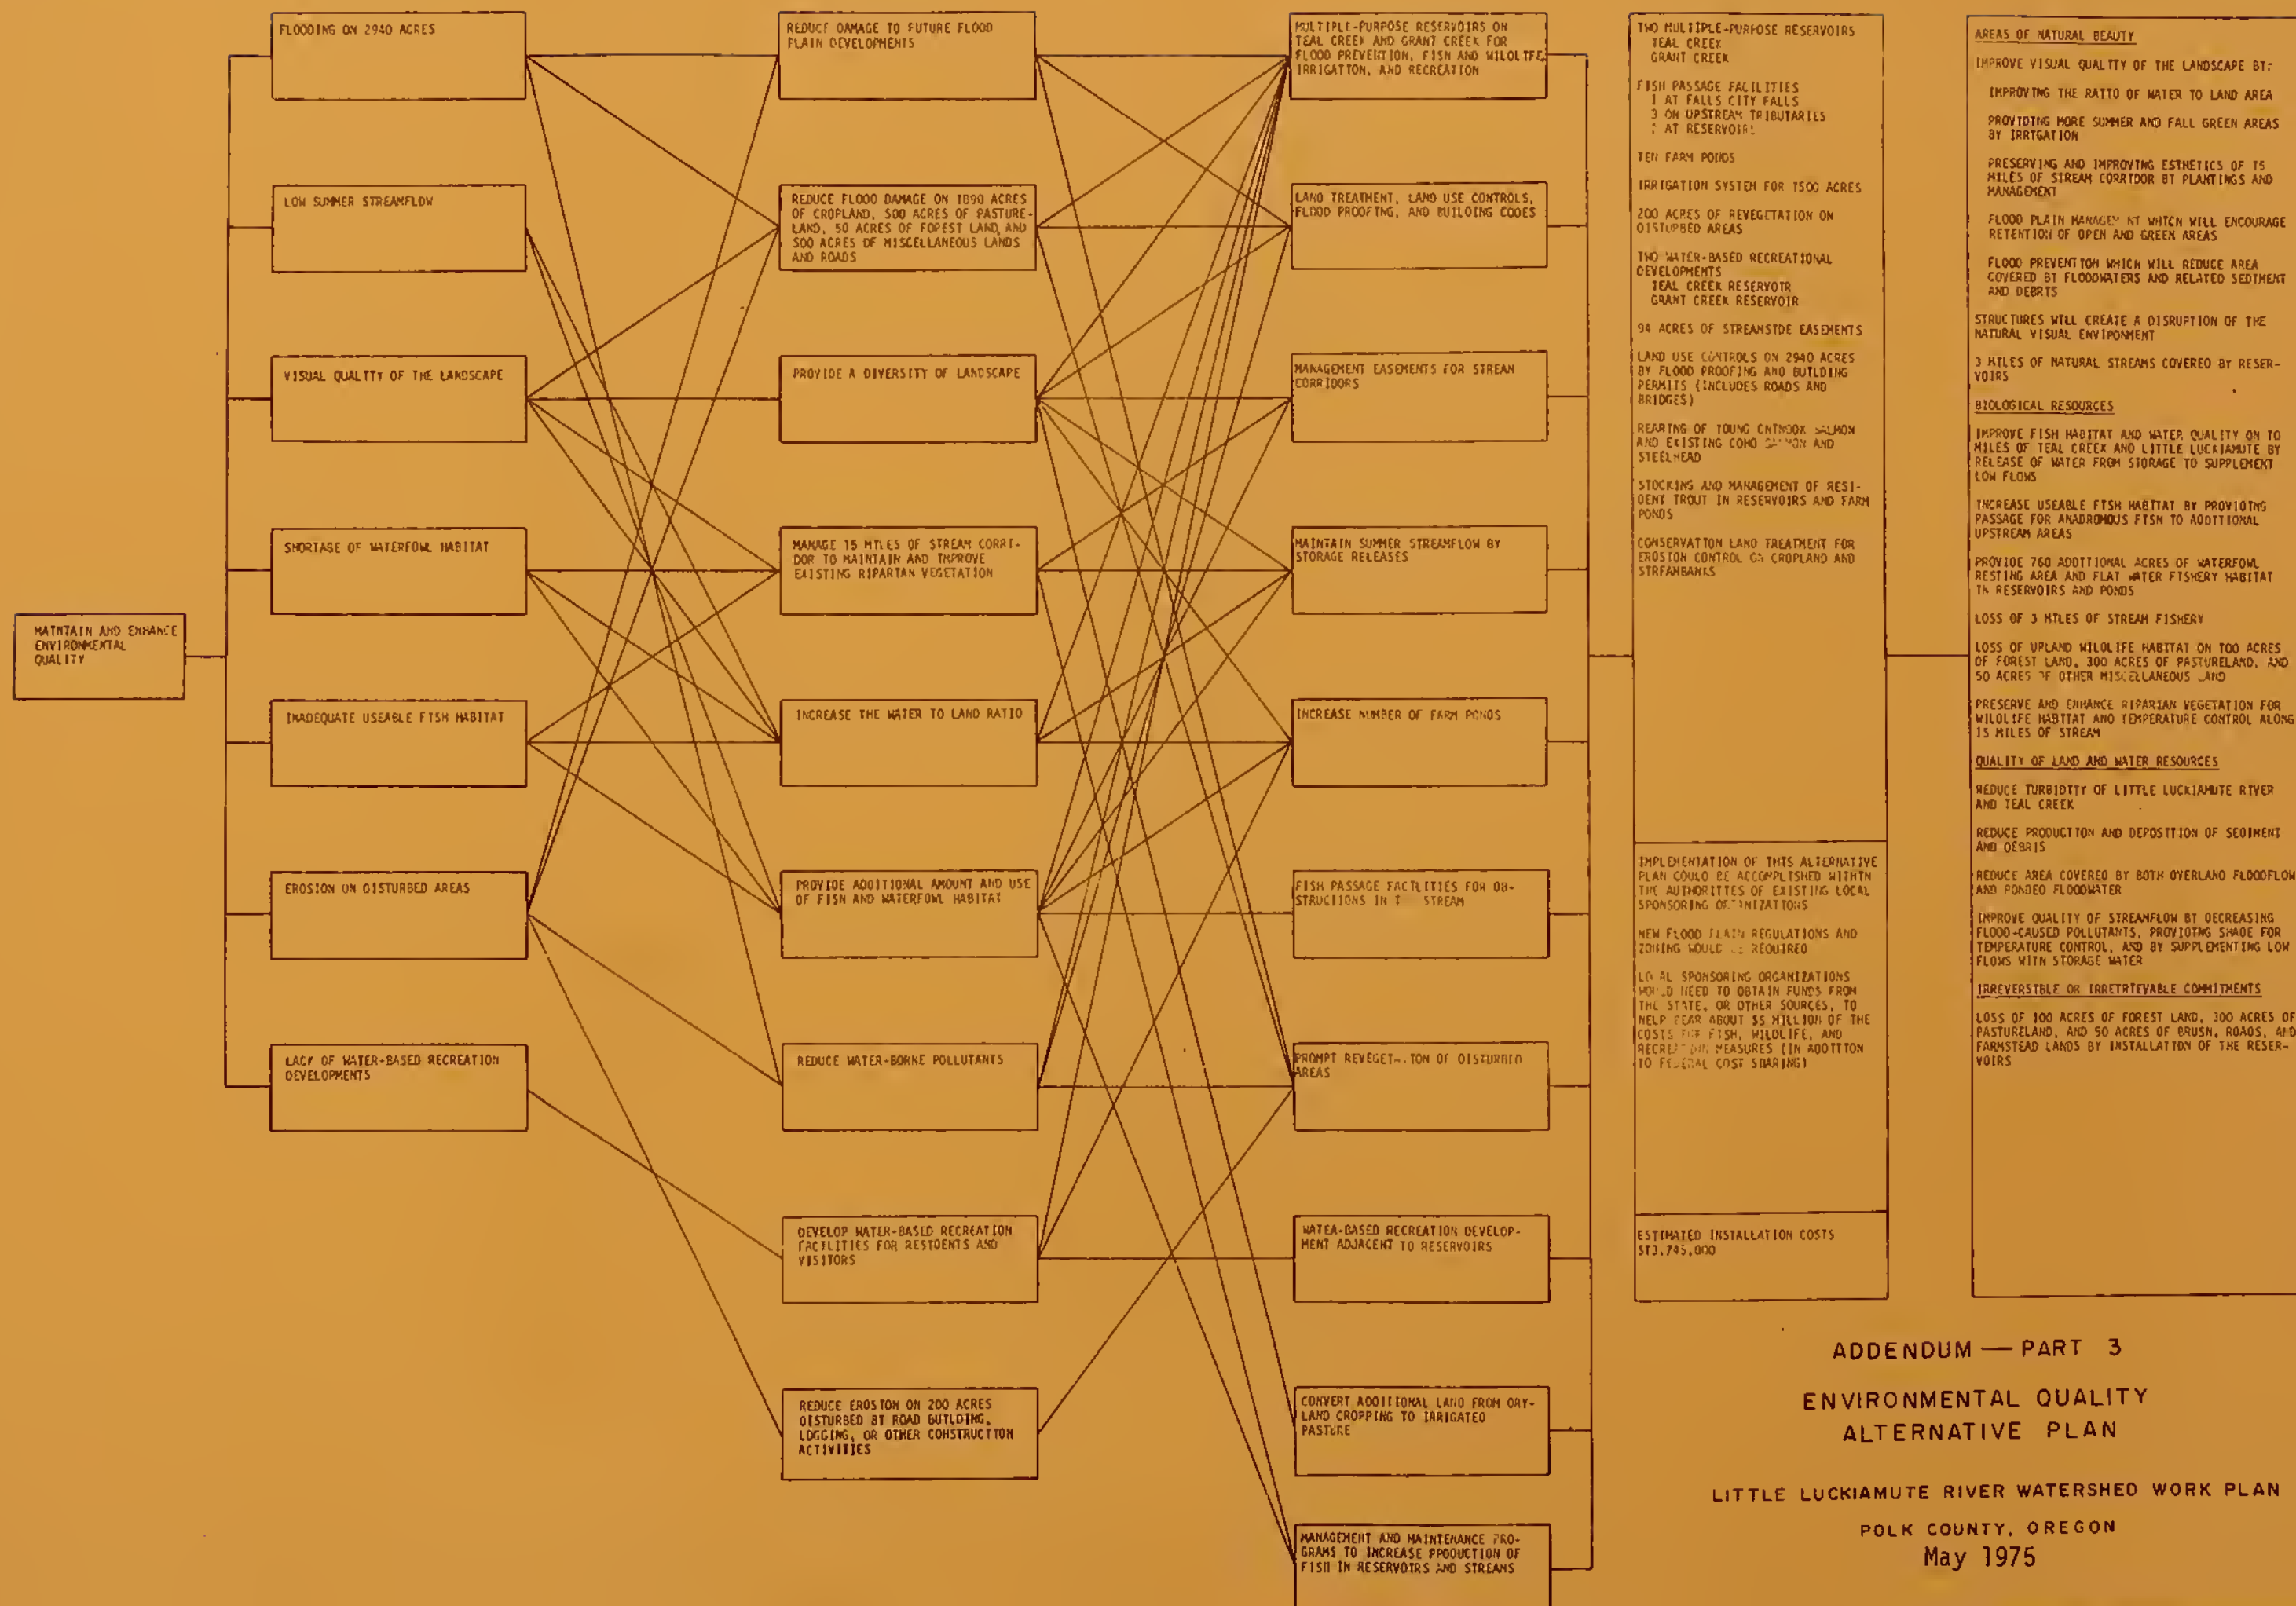 MAINTAIN AND ENHANCE
ENVIRONMENTAL
QUALITY
FLOODING ON 2940 ACRES
LOW SUMMER STREAMFLOW
VISUAL QUALITY OF THE LANDSCAPE
SHORTAGE OF WATERFOWL HABITAT
INADEQUATE USEABLE FISH HABITAT
EROSION ON DISTURBED AREAS
LACK OF WATER-BASED RECREATION
DEVELOPMENTS
REDUCE DAMAGE TO FUTURE FLOOD
PLAIN DEVELOPMENTS
REDUCE FLOOD DAMAGE ON 1890 ACRES
OF CROPLAND, 500 ACRES OF PASTURE-
LAND, 50 ACRES OF FOREST LAND, AND
500 ACRES OF MISCELLANEOUS LANDS
AND ROADS
PROVIDE A DIVERSITY OF LANDSCAPE
MANAGE 15 MILES OF STREAM CORRI-
DOR TO MAINTAIN AND IMPROVE
EXISTING RIPARIAN VEGETATION
INCREASE THE WATER TO LAND RATIO
PROVIDE ADDITIONAL AMOUNT AND USE
OF FISH AND WATERFOWL HABITAT
REDUCE WATER-BORNE POLLUTANTS
DEVELOP WATER-BASED RECREATION
FACILITIES FOR RESIDENTS AND
VISITORS
REDUCE EROSION ON 200 ACRES
DISTURBED BY ROAD BUILDING,
LOGGING, OR OTHER CONSTRUCTION
ACTIVITIES
MULTIPLE-PURPOSE RESERVOIRS ON
TEAL CREEK AND GRANT CREEK FOR
FLOOD PREVENTION, FISH AND WILDLIFE,
IRRIGATION, AND RECREATION
LAND TREATMENT, LAND USE CONTROLS,
FLOOD PROOFING, AND BUILDING CODES
MANAGEMENT EASEMENTS FOR STREAM
CORRIDORS
MAINTAIN SUMMER STREAMFLOW BY
STORAGE RELEASES
INCREASE NUMBER OF FARM PONDS
FISH PASSAGE FACILITIES FOR OB-
STRUCTIONS IN STREAM
PROMPT REVEGETATION OF DISTURBED
AREAS
WATER-BASED RECREATION DEVELOP-
MENT ADJACENT TO RESERVOIRS
CONVERT ADDITIONAL LAND FROM DRY-
LAND CROPPING TO IRRIGATED
PASTURE
MANAGEMENT AND MAINTENANCE PRO-
GRAMS TO INCREASE PRODUCTION OF
FISH IN RESERVOIRS AND STREAMS
TWO MULTIPLE-PURPOSE RESERVOIRS
TEAL CREEK
GRANT CREEK
FISH PASSAGE FACILITIES
1 AT FALLS CITY FALLS
3 ON UPSTREAM TRIBUTARIES
AT RESERVOIRS
TEN FARM PONDS
IRRIGATION SYSTEM FOR 1500 ACRES
200 ACRES OF REVEGETATION ON
DISTURBED AREAS
TWO WATER-BASED RECREATIONAL
DEVELOPMENTS
TEAL CREEK RESERVOIR
GRANT CREEK RESERVOIR
94 ACRES OF STREAMSIDE EASEMENTS
LAND USE CONTROLS ON 2940 ACRES
BY FLOOD PROOFING AND BUILDING
PERMITS (INCLUDES ROADS AND
BRIDGES)
REARING OF YOUNG CHINOOK SALMON
AND EXISTING COHO SALMON AND
STEELHEAD
STOCKING AND MANAGEMENT OF RESI-
DENT TROUT IN RESERVOIRS AND FARM
PONDS
CONSERVATION LAND TREATMENT FOR
EROSION CONTROL ON CROPLAND AND
STREAMBANKS
IMPLEMENTATION OF THIS ALTERNATIVE
PLAN COULD BE ACCOMPLISHED WITHIN
THE AUTHORITIES OF EXISTING LOCAL
SPONSORING ORGANIZATIONS
NEW FLOOD PLAIN REGULATIONS AND
ZONING WOULD BE REQUIRED
LOCAL SPONSORING ORGANIZATIONS
WOULD NEED TO OBTAIN FUNDS FROM
THE STATE, OR OTHER SOURCES, TO
HELP BEAR ABOUT $5 MILLION OF THE
COSTS FOR FISH, WILDLIFE, AND
RECREATION MEASURES (IN ADDITION
TO FEDERAL COST SHARING)
ESTIMATED INSTALLATION COSTS
$13,745,000
AREAS OF NATURAL BEAUTY
IMPROVE VISUAL QUALITY OF THE LANDSCAPE BY:
IMPROVING THE RATIO OF WATER TO LAND AREA
PROVIDING MORE SUMMER AND FALL GREEN AREAS
BY IRRIGATION
PRESERVING AND IMPROVING ESTHETICS OF 15
MILES OF STREAM CORRIDOR BY PLANTINGS AND
MANAGEMENT
FLOOD PLAIN MANAGEMENT WHICH WILL ENCOURAGE
RETENTION OF OPEN AND GREEN AREAS
FLOOD PREVENTION WHICH WILL REDUCE AREA
COVERED BY FLOODWATERS AND RELATED SEDIMENT
AND DEBRIS
STRUCTURES WILL CREATE A DISRUPTION OF THE
NATURAL VISUAL ENVIRONMENT
3 MILES OF NATURAL STREAMS COVERED BY RESER-
VOIRS
BIOLOGICAL RESOURCES
IMPROVE FISH HABITAT AND WATER QUALITY ON 10
MILES OF TEAL CREEK AND LITTLE LUCKIAMUTE BY
RELEASE OF WATER FROM STORAGE TO SUPPLEMENT
LOW FLOWS
INCREASE USEABLE FISH HABITAT BY PROVIDING
PASSAGE FOR ANADROMOUS FISH TO ADDITIONAL
UPSTREAM AREAS
PROVIDE 760 ADDITIONAL ACRES OF WATERFOWL
RESTING AREA AND FLAT WATER FISHERY HABITAT
IN RESERVOIRS AND PONDS
LOSS OF 3 MILES OF STREAM FISHERY
LOSS OF UPLAND WILDLIFE HABITAT ON 100 ACRES
OF FOREST LAND, 300 ACRES OF PASTURELAND, AND
50 ACRES OF OTHER MISCELLANEOUS LAND
PRESERVE AND ENHANCE RIPARIAN VEGETATION FOR
WILDLIFE HABITAT AND TEMPERATURE CONTROL ALONG
15 MILES OF STREAM
QUALITY OF LAND AND WATER RESOURCES
REDUCE TURBIDITY OF LITTLE LUCKIAMUTE RIVER
AND TEAL CREEK
REDUCE PRODUCTION AND DEPOSITION OF SEDIMENT
AND DEBRIS
REDUCE AREA COVERED BY BOTH OVERLAND FLOODFLOW
AND PONDED FLOODWATER
IMPROVE QUALITY OF STREAMFLOW BY DECREASING
FLOOD-CAUSED POLLUTANTS, PROVIDING SHADE FOR
TEMPERATURE CONTROL, AND BY SUPPLEMENTING LOW
FLOWS WITH STORAGE WATER
IRREVERSIBLE OR IRRETRIEVABLE COMMITMENTS
LOSS OF 100 ACRES OF FOREST LAND, 300 ACRES OF
PASTURELAND, AND 50 ACRES OF BRUSH, ROADS, AND
FARMSTEAD LANDS BY INSTALLATION OF THE RESER-
VOIRS
ADDENDUM — PART 3
ENVIRONMENTAL QUALITY
ALTERNATIVE PLAN
LITTLE LUCKIAMUTE RIVER WATERSHED WORK PLAN
POLK COUNTY, OREGON
May 1975